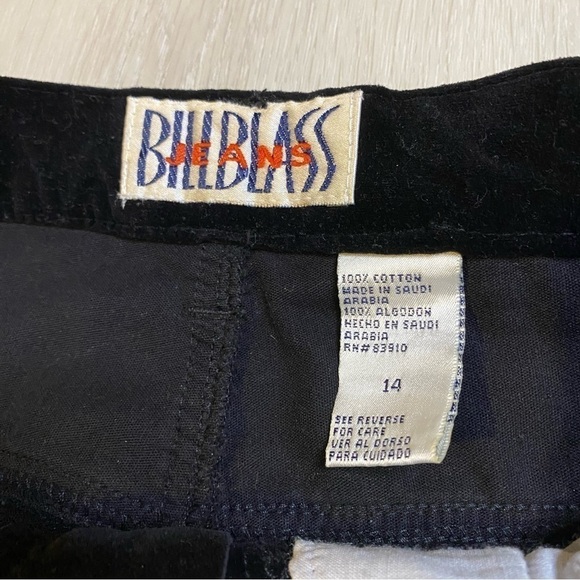 BILLBLASS
JEANS
100% COTTON
MADE IN SAUDI
ARABIA
100% ALGODON
HECHO EN SAUDI
ARABIA
RN#83910
14
SEE REVERSE
FOR CARE
VER AL DORSO
PARA CUIDADO